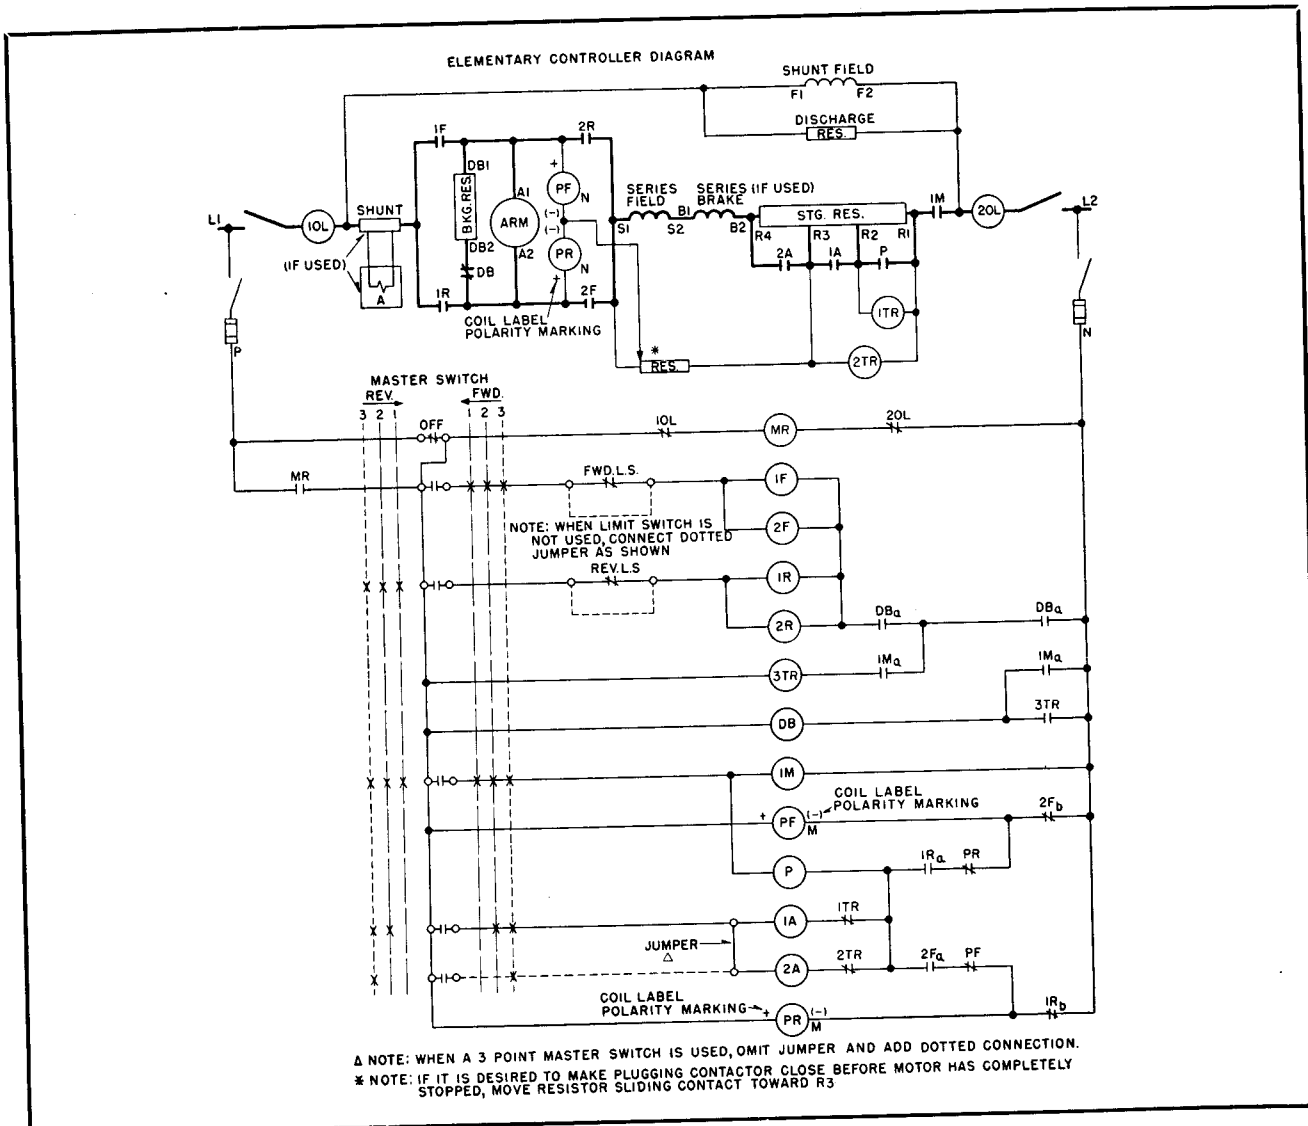 ELEMENTARY CONTROLLER DIAGRAM
SHUNT FIELD
F1 F2
DISCHARGE
RES.
1F
2R
DB1
BKG.RES.
DB2
DB
A1
ARM
A2
+
PF
N
(-)
(-)
PR
N
+
L1
1OL
SHUNT
(IF USED)
A
1R
2F
COIL LABEL
POLARITY MARKING
SERIES
FIELD
S1
S2
SERIES (IF USED)
BRAKE
B1
B2
STG. RES.
R4
R3
R2
R1
2A
1A
P
1M
2OL
L2
1TR
2TR
*
RES.
P
N
MASTER SWITCH
REV.
FWD.
3 2 1
1 2 3
OFF
1OL
MR
2OL
MR
FWD.L.S.
1F
2F
NOTE: WHEN LIMIT SWITCH IS
NOT USED, CONNECT DOTTED
JUMPER AS SHOWN
REV.L.S
1R
2R
DBa
DBa
3TR
1Ma
1Ma
DB
3TR
1M
COIL LABEL
POLARITY MARKING
+
PF
(-)
M
2Fb
P
1Ra
PR
1A
1TR
JUMPER
Δ
2A
2TR
2Fa
PF
COIL LABEL
POLARITY MARKING
+
PR
(-)
M
1Rb
Δ NOTE: WHEN A 3 POINT MASTER SWITCH IS USED, OMIT JUMPER AND ADD DOTTED CONNECTION.
* NOTE: IF IT IS DESIRED TO MAKE PLUGGING CONTACTOR CLOSE BEFORE MOTOR HAS COMPLETELY
STOPPED, MOVE RESISTOR SLIDING CONTACT TOWARD R3